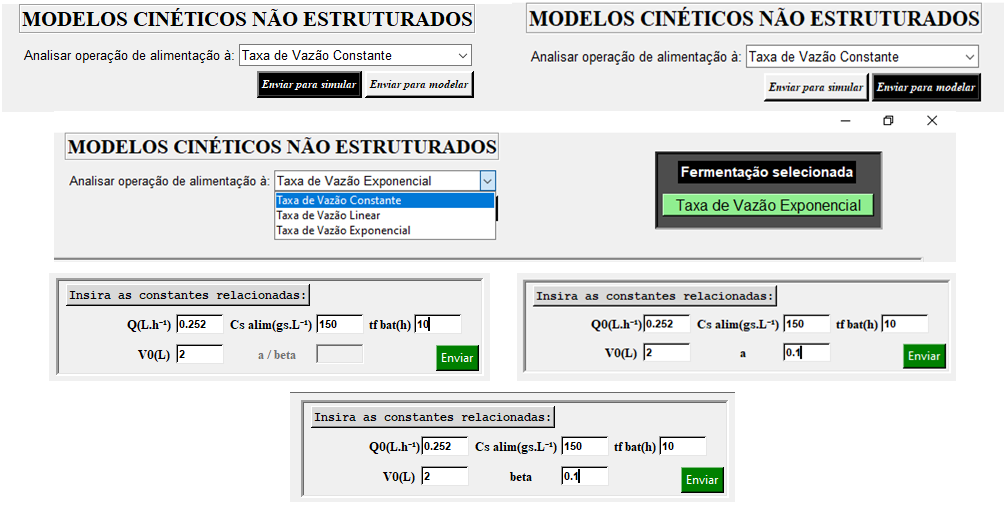 MODELOS CINÉTICOS NÃO ESTRUTURADOS
Analisar operação de alimentação à: Taxa de Vazão Constante
Enviar para simular Enviar para modelar
MODELOS CINÉTICOS NÃO ESTRUTURADOS
Analisar operação de alimentação à: Taxa de Vazão Constante
Enviar para simular Enviar para modelar
MODELOS CINÉTICOS NÃO ESTRUTURADOS
Analisar operação de alimentação à: Taxa de Vazão Exponencial
Taxa de Vazão Constante
Taxa de Vazão Linear
Taxa de Vazão Exponencial
Fermentação selecionada
Taxa de Vazão Exponencial
Insira as constantes relacionadas:
Q(L.h⁻¹) 0.252 Cs alim(gs.L⁻¹) 150 tf bat(h) 10
V0(L) 2 a / beta
Enviar
Insira as constantes relacionadas:
Q0(L.h⁻¹) 0.252 Cs alim(gs.L⁻¹) 150 tf bat(h) 10
V0(L) 2 a 0.1
Enviar
Insira as constantes relacionadas:
Q0(L.h⁻¹) 0.252 Cs alim(gs.L⁻¹) 150 tf bat(h) 10
V0(L) 2 beta 0.1
Enviar